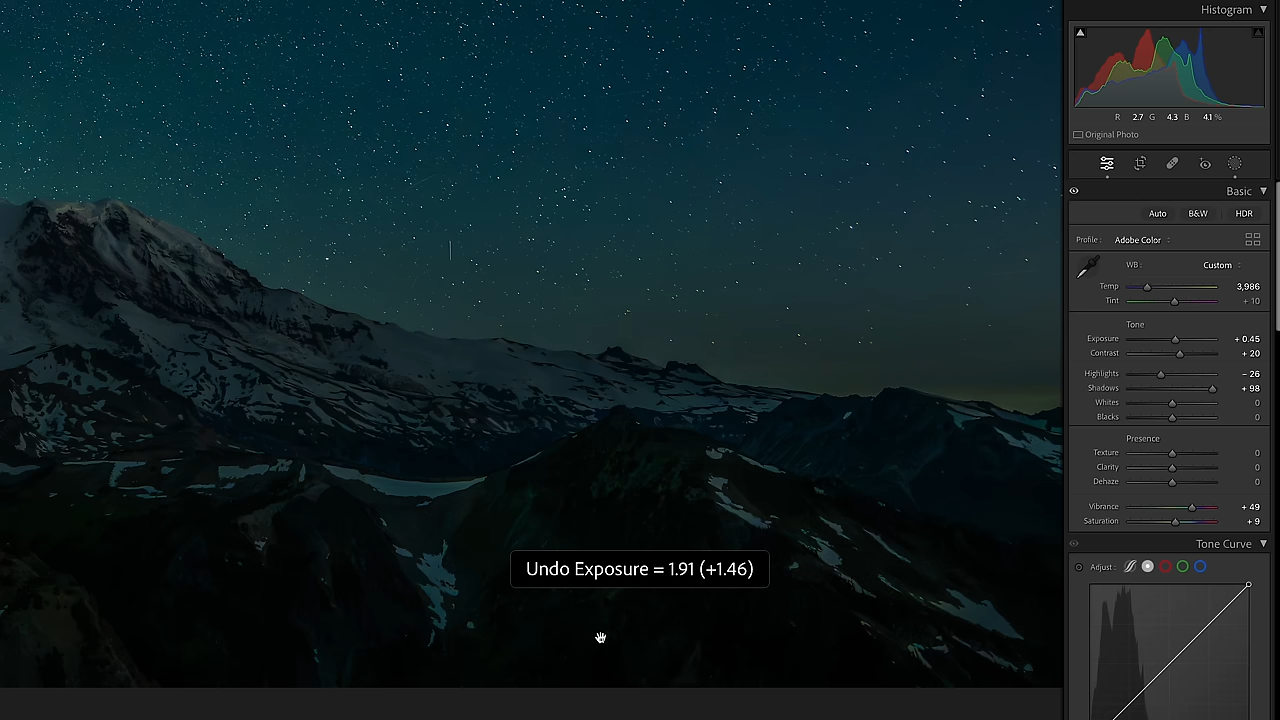 Histogram
R 2.7 G 4.3 B 4.1 %
Original Photo
Basic
Auto B&W HDR
Profile : Adobe Color
WB : Custom
Temp 3,986
Tint + 10
Tone
Exposure + 0.45
Contrast + 20
Highlights – 26
Shadows + 98
Whites 0
Blacks 0
Presence
Texture 0
Clarity 0
Dehaze 0
Vibrance + 49
Saturation + 9
Tone Curve
Adjust :
Undo Exposure = 1.91 (+1.46)